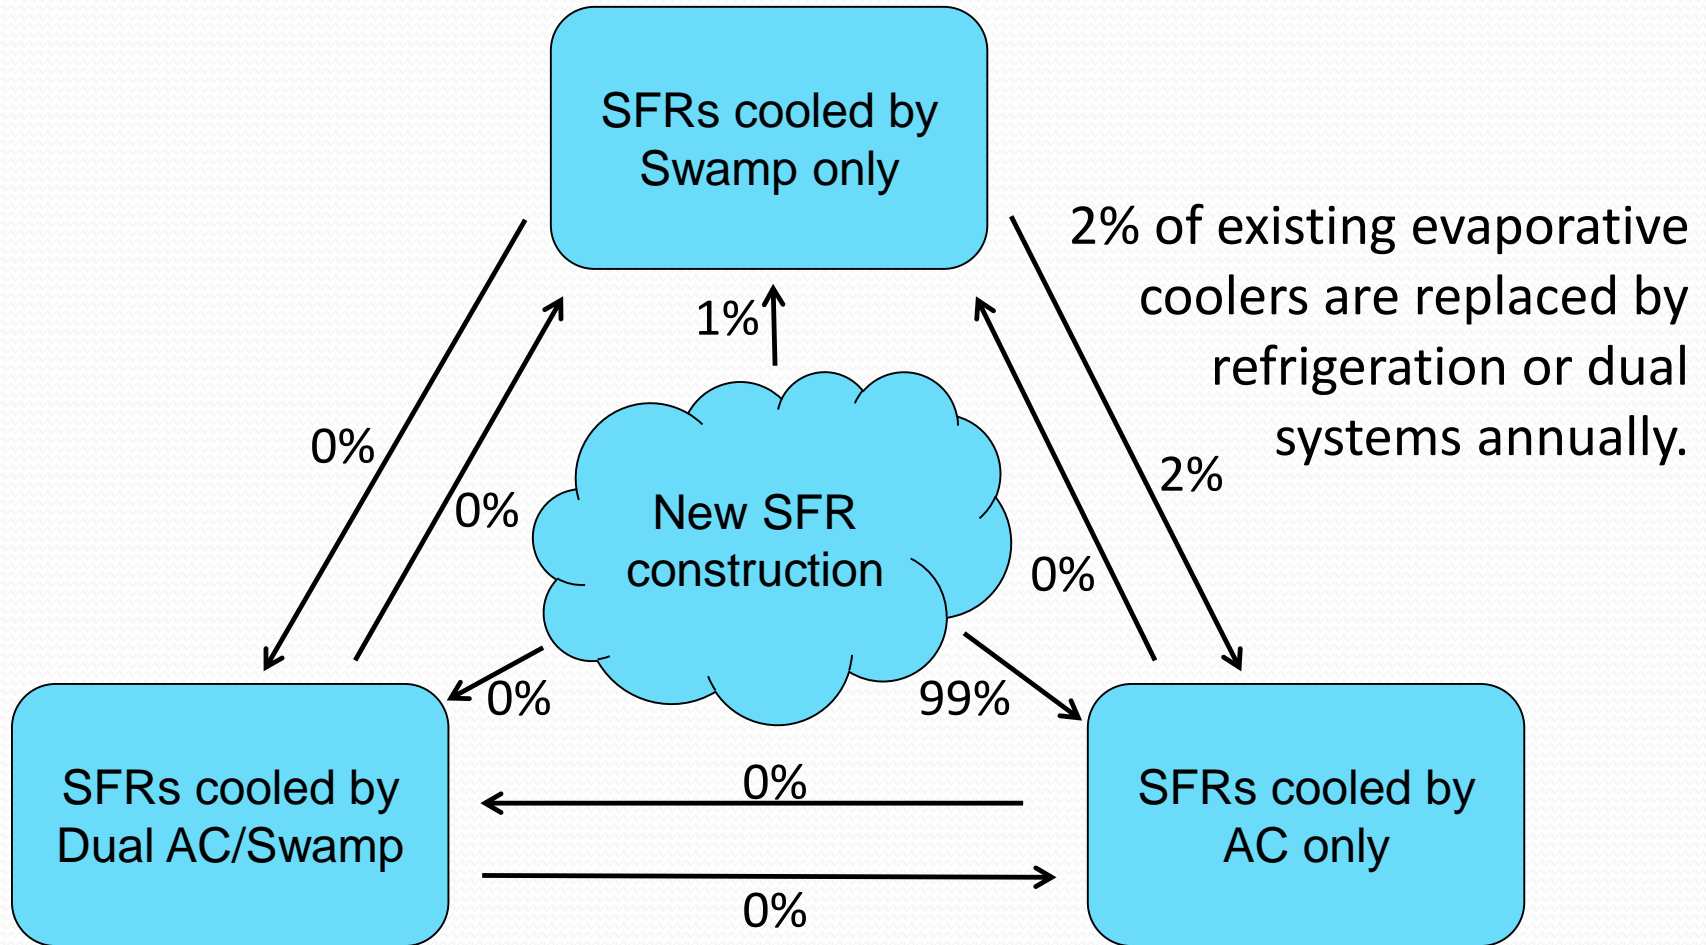 SFRs cooled by
Swamp only
2% of existing evaporative
coolers are replaced by
refrigeration or dual
systems annually.
1%
0%
0%
2%
0%
New SFR
construction
0%
99%
SFRs cooled by
Dual AC/Swamp
0%
0%
SFRs cooled by
AC only